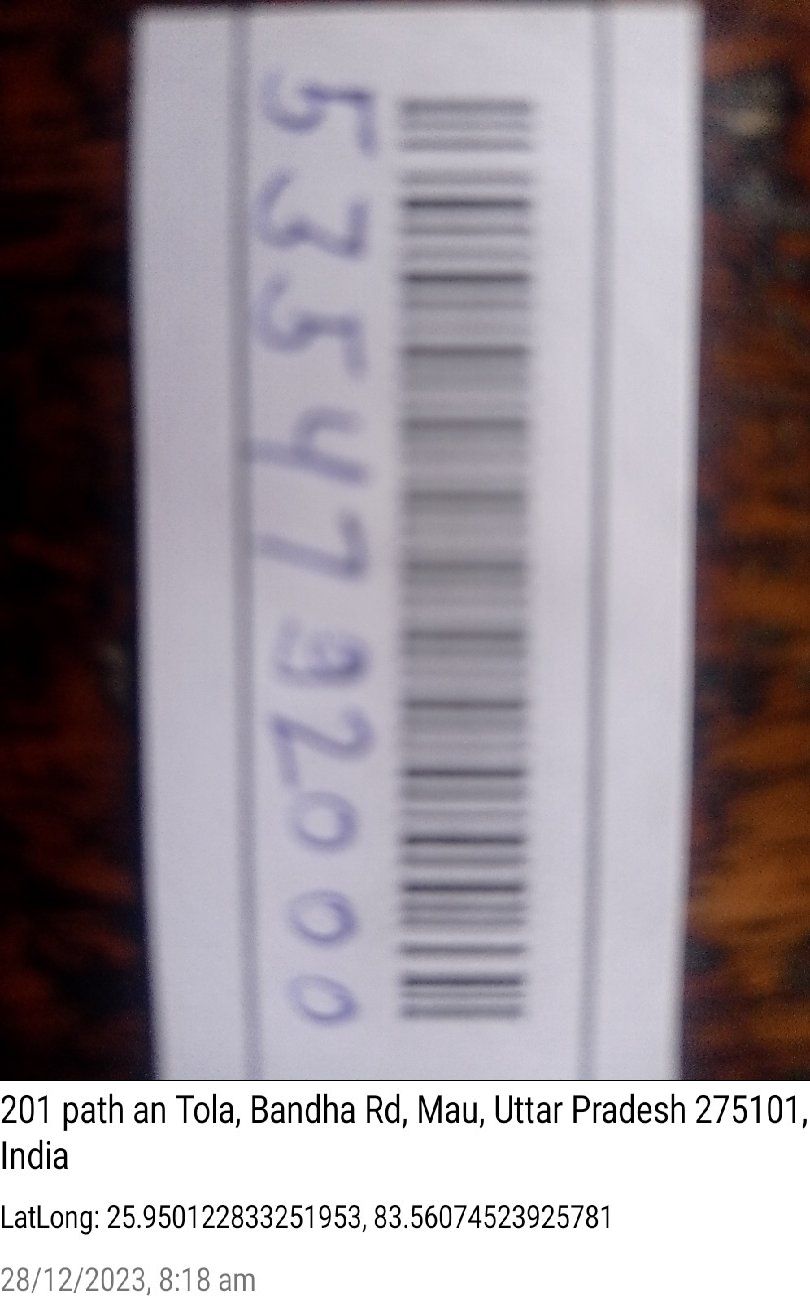 5354732000
201 path an Tola, Bandha Rd, Mau, Uttar Pradesh 275101,
India
LatLong: 25.950122833251953, 83.56074523925781
28/12/2023, 8:18 am